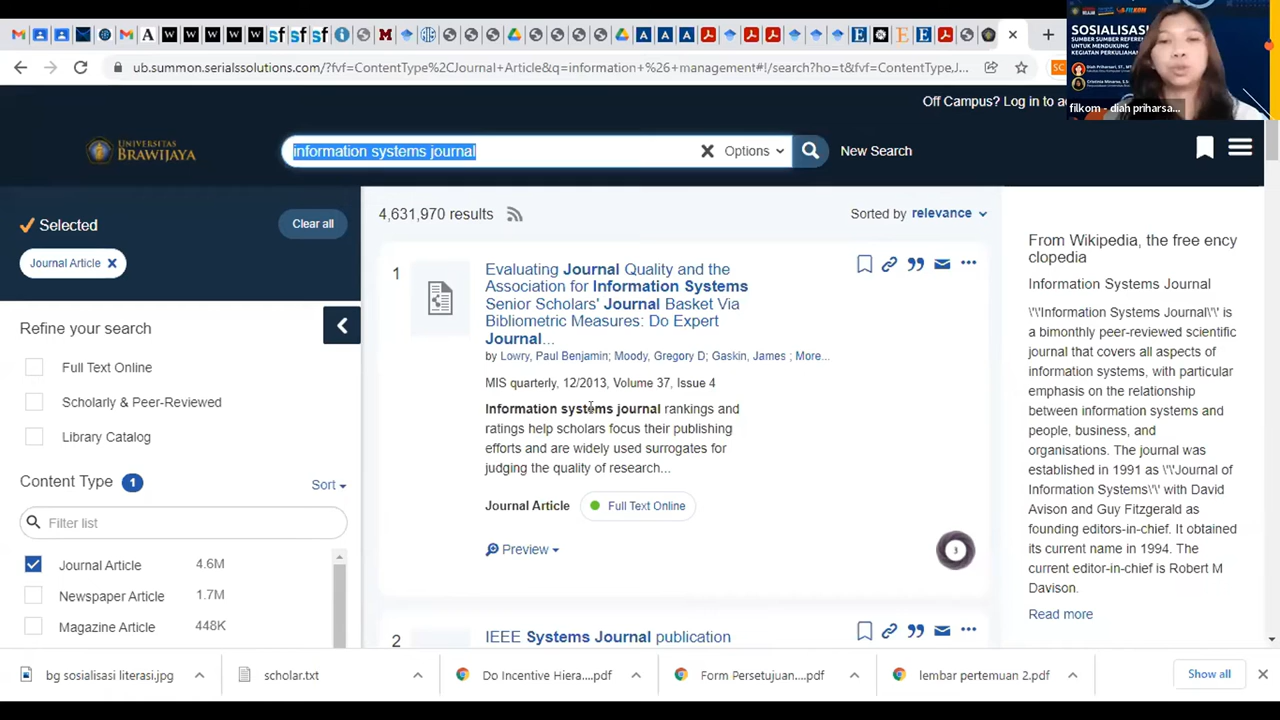 ub.summon.serialssolutions.com/?fvf=ContentType,CJournal+Article&q=information+%26+management#!/search?ho=t&fvf=ContentType,J...
SOSIALISASI
SUMBER SUMBER REFERENSI
UNTUK MENDUKUNG
KEGIATAN PERKULIAHAN
filkom - diah priharsa...
Off Campus? Log in to
UNIVERSITAS
BRAWIJAYA
information systems journal
Options
New Search
Selected
Clear all
Journal Article
Refine your search
Full Text Online
Scholarly & Peer-Reviewed
Library Catalog
Content Type 1
Sort
Filter list
Journal Article 4.6M
Newspaper Article 1.7M
Magazine Article 448K
4,631,970 results
Sorted by relevance
1
Evaluating Journal Quality and the
Association for Information Systems
Senior Scholars' Journal Basket Via
Bibliometric Measures: Do Expert
Journal...
by Lowry, Paul Benjamin; Moody, Gregory D; Gaskin, James ; More...
MIS quarterly, 12/2013, Volume 37, Issue 4
Information systems journal rankings and
ratings help scholars focus their publishing
efforts and are widely used surrogates for
judging the quality of research...
Journal Article Full Text Online
Preview
3
2
IEEE Systems Journal publication
From Wikipedia, the free ency
clopedia
Information Systems Journal
\'\'Information Systems Journal\'\' is
a bimonthly peer-reviewed scientific
journal that covers all aspects of
information systems, with particular
emphasis on the relationship
between information systems and
people, business, and
organisations. The journal was
established in 1991 as \'\'Journal of
Information Systems\'\' with David
Avison and Guy Fitzgerald as
founding editors-in-chief. It obtained
its current name in 1994. The
current editor-in-chief is Robert M
Davison.
Read more
bg sosialisasi literasi.jpg
scholar.txt
Do Incentive Hiera....pdf
Form Persetujuan....pdf
lembar pertemuan 2.pdf
Show all